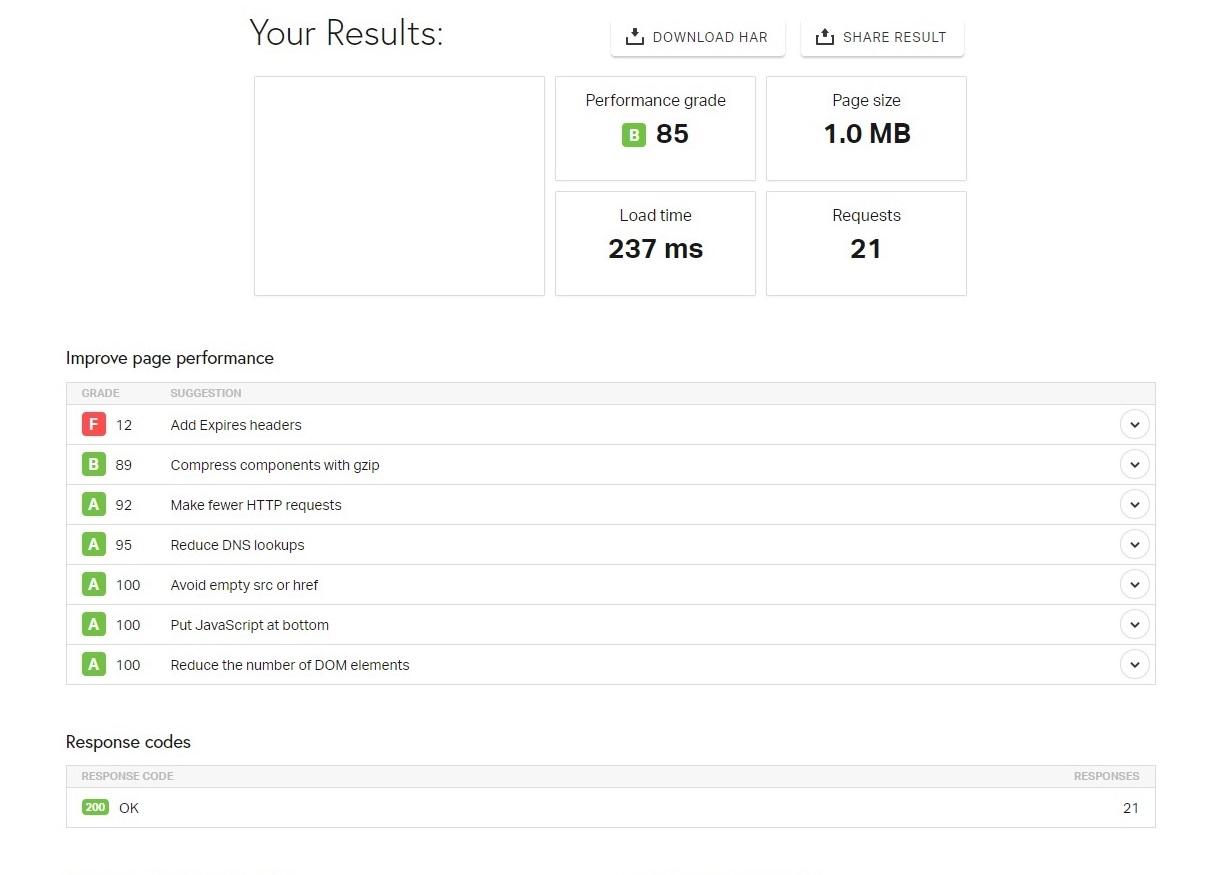 Your Results:
DOWNLOAD HAR
SHARE RESULT
Performance grade
B 85
Page size
1.0 MB
Load time
237 ms
Requests
21
Improve page performance
GRADE SUGGESTION
F 12 Add Expires headers
B 89 Compress components with gzip
A 92 Make fewer HTTP requests
A 95 Reduce DNS lookups
A 100 Avoid empty src or href
A 100 Put JavaScript at bottom
A 100 Reduce the number of DOM elements
Response codes
RESPONSE CODE RESPONSES
200 OK 21